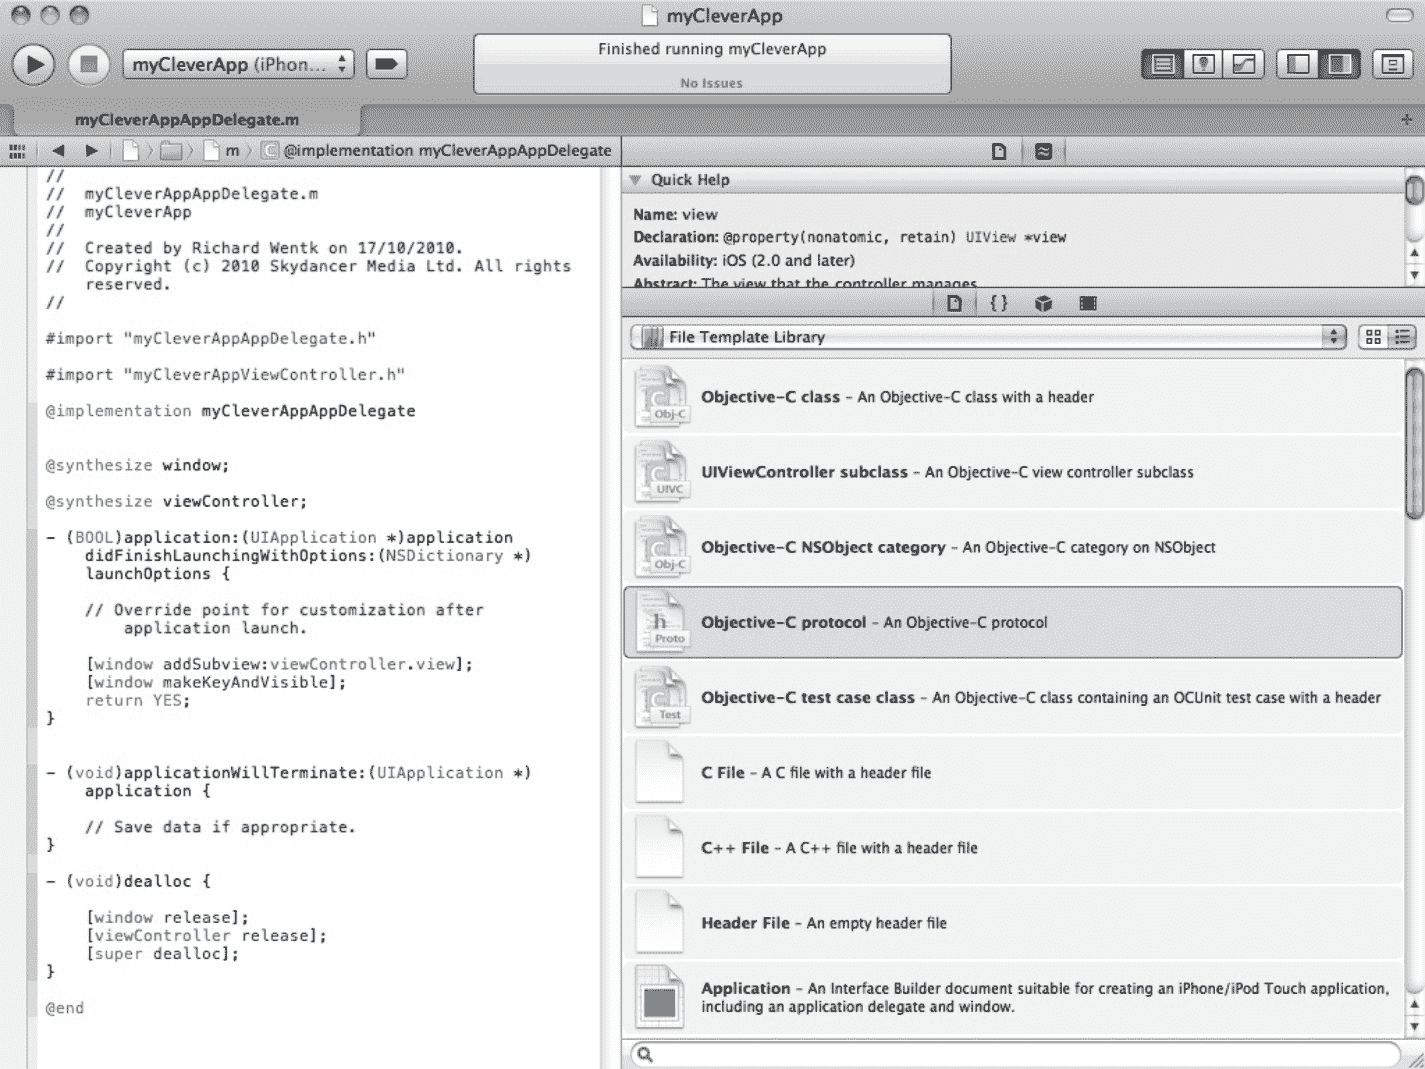 myCleverApp
myCleverApp (iPhon...
Finished running myCleverApp
No Issues
myCleverAppAppDelegate.m
m
C @implementation myCleverAppAppDelegate
//
//  myCleverAppAppDelegate.m
//  myCleverApp
//
//  Created by Richard Wentk on 17/10/2010.
//  Copyright (c) 2010 Skydancer Media Ltd. All rights
reserved.
//
#import "myCleverAppAppDelegate.h"
#import "myCleverAppViewController.h"
@implementation myCleverAppAppDelegate
@synthesize window;
@synthesize viewController;
- (BOOL)application:(UIApplication *)application
didFinishLaunchingWithOptions:(NSDictionary *)
launchOptions {
// Override point for customization after
application launch.
[window addSubview:viewController.view];
[window makeKeyAndVisible];
return YES;
}
- (void)applicationWillTerminate:(UIApplication *)
application {
// Save data if appropriate.
}
- (void)dealloc {
[window release];
[viewController release];
[super dealloc];
}
@end
Quick Help
Name: view
Declaration: @property(nonatomic, retain) UIView *view
Availability: iOS (2.0 and later)
Abstract: The view that the controller manages
{}
File Template Library
C
Obj-C
Objective-C class – An Objective-C class with a header
C
UIVC
UIViewController subclass – An Objective-C view controller subclass
C
Obj-C
Objective-C NSObject category – An Objective-C category on NSObject
h
Proto
Objective-C protocol – An Objective-C protocol
C
Test
Objective-C test case class – An Objective-C class containing an OCUnit test case with a header
C File – A C file with a header file
C++ File – A C++ file with a header file
Header File – An empty header file
Application – An Interface Builder document suitable for creating an iPhone/iPod Touch application,
including an application delegate and window.